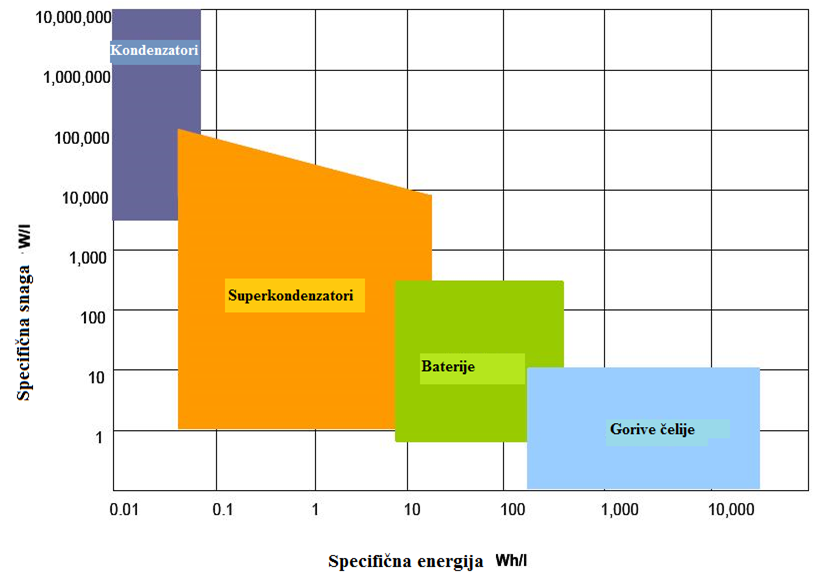 10,000,000
Kondenzatori
1,000,000
100,000
10,000
1,000
100
10
1
Specifična snaga W/l
Superkondenzatori
Baterije
Gorive čelije
0.01 0.1 1 10 100 1,000 10,000
Specifična energija Wh/l